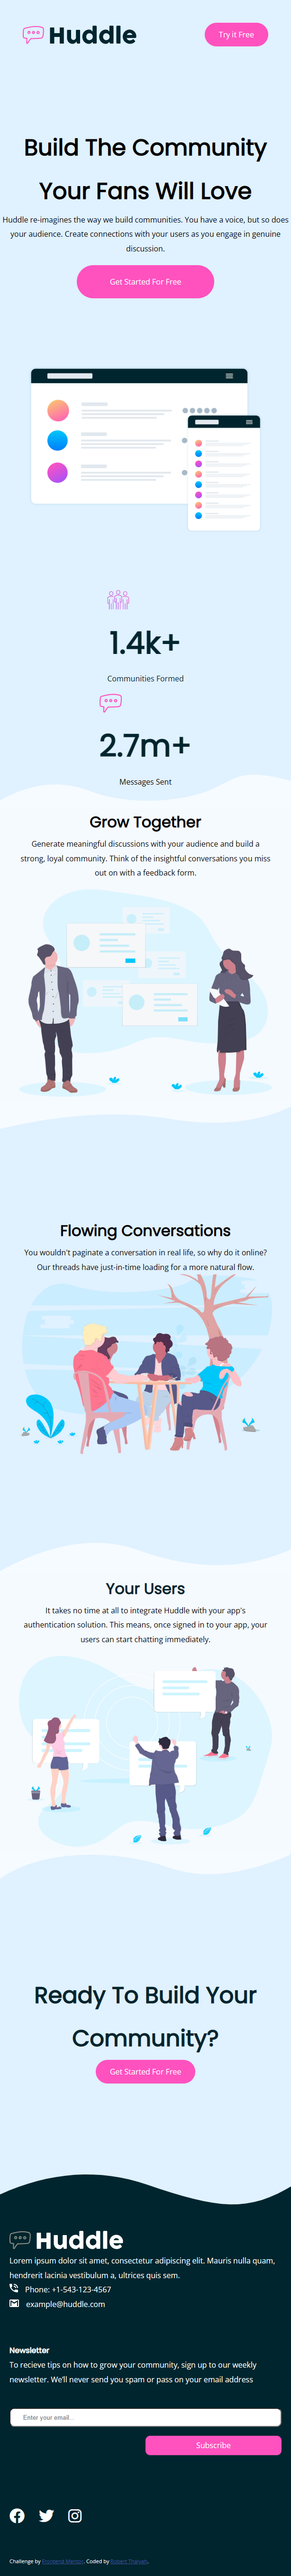 Huddle
Try it Free
Build The Community
Your Fans Will Love
Huddle re-imagines the way we build communities. You have a voice, but so does
your audience. Create connections with your users as you engage in genuine
discussion.
Get Started For Free
1.4k+
Communities Formed
2.7m+
Messages Sent
Grow Together
Generate meaningful discussions with your audience and build a
strong, loyal community. Think of the insightful conversations you miss
out on with a feedback form.
Flowing Conversations
You wouldn't paginate a conversation in real life, so why do it online?
Our threads have just-in-time loading for a more natural flow.
Your Users
It takes no time at all to integrate Huddle with your app's
authentication solution. This means, once signed in to your app, your
users can start chatting immediately.
Ready To Build Your
Community?
Get Started For Free
Huddle
Lorem ipsum dolor sit amet, consectetur adipiscing elit. Mauris nulla quam,
hendrerit lacinia vestibulum a, ultrices quis sem.
Phone: +1-543-123-4567
example@huddle.com
Newsletter
To recieve tips on how to grow your community, sign up to our weekly
newsletter. We'll never send you spam or pass on your email address
Enter your email...
Subscribe
Challenge by Frontend Mentor. Coded by